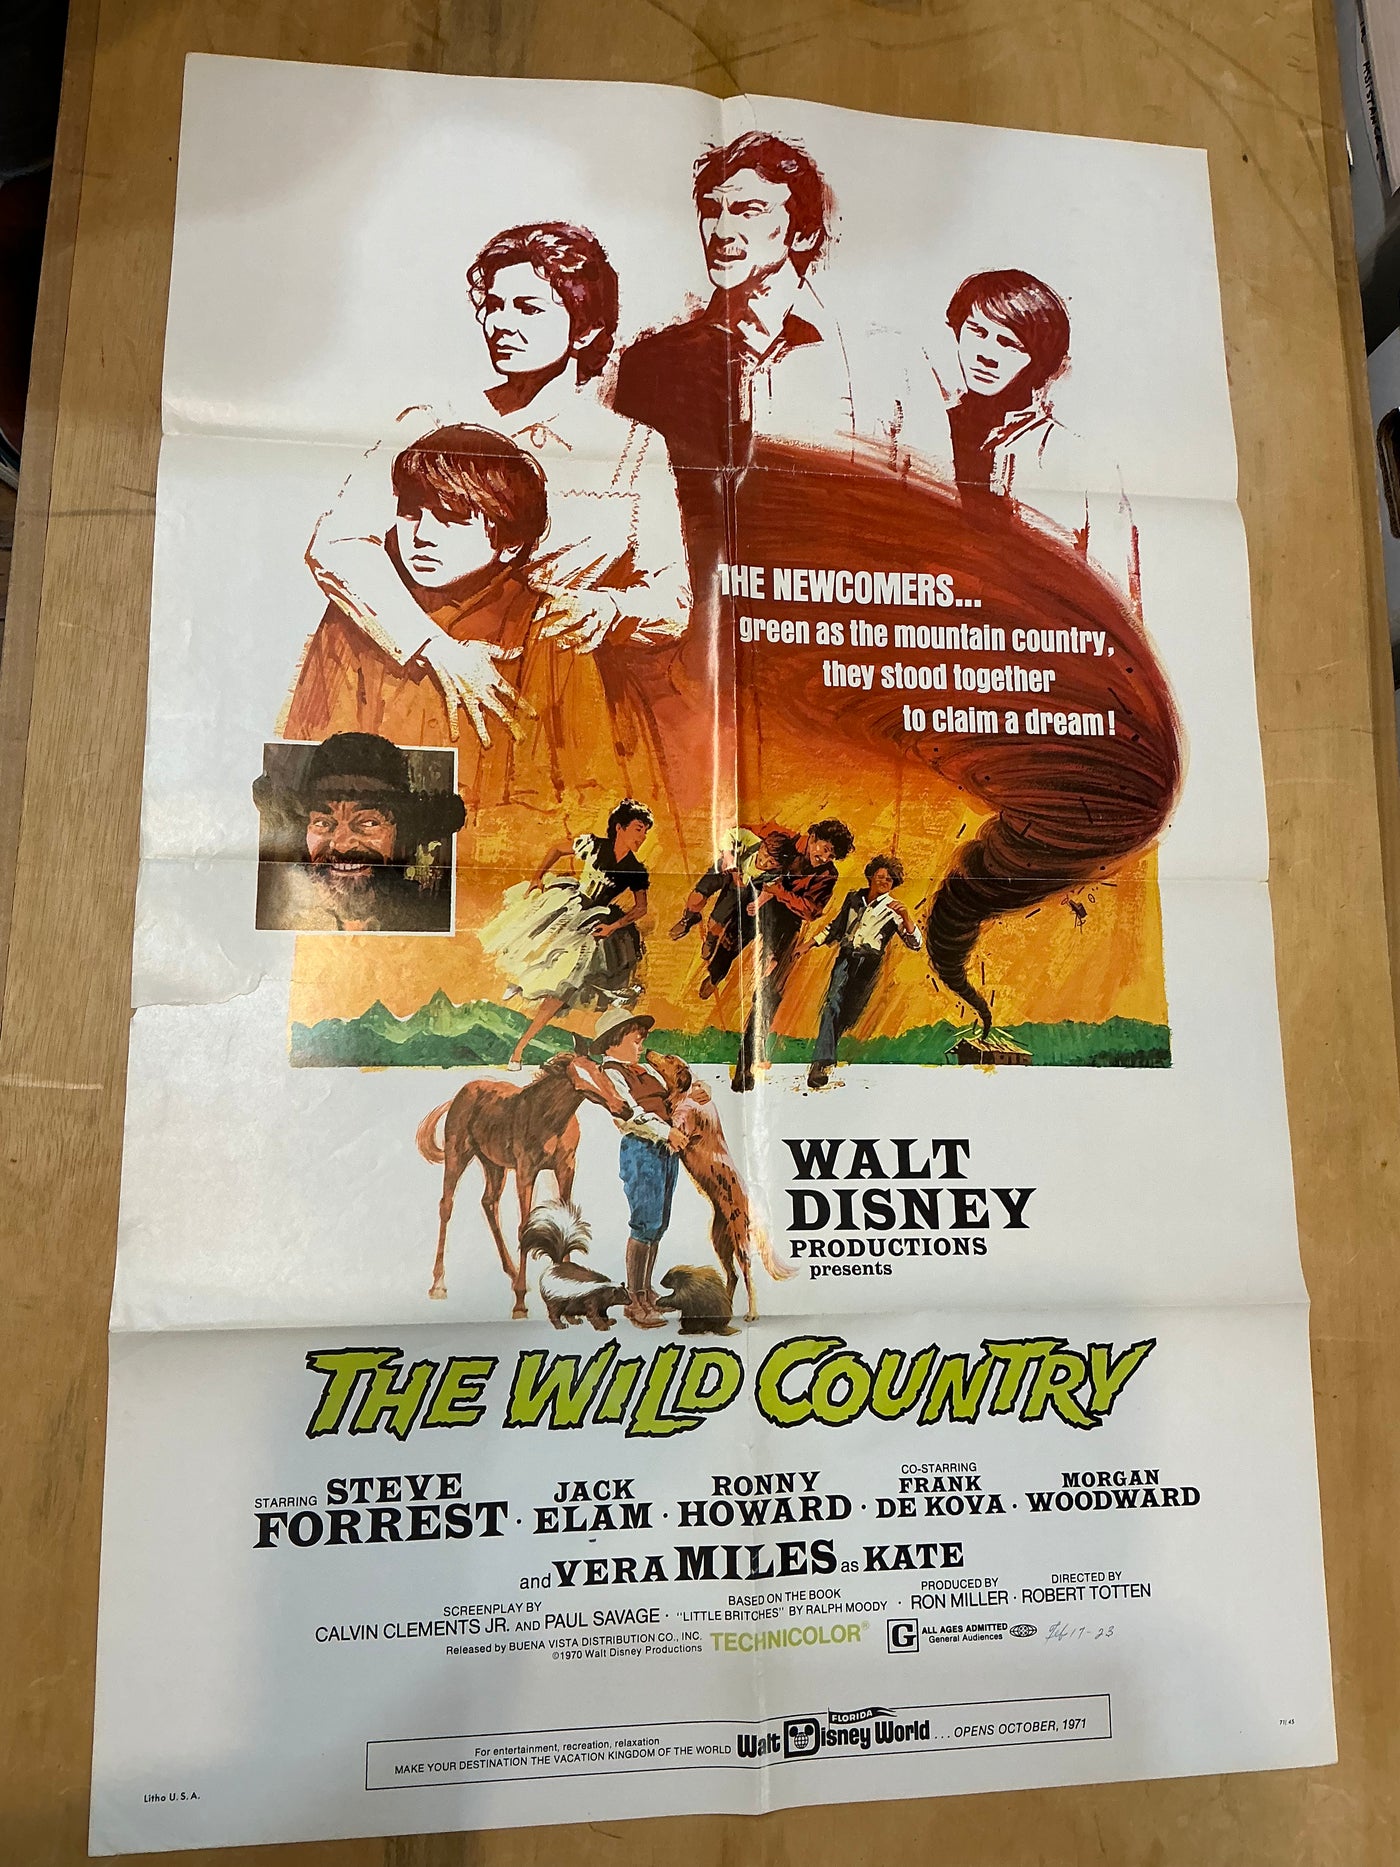 THE NEWCOMERS...
green as the mountain country,
they stood together
to claim a dream!
WALT
DISNEY
PRODUCTIONS
presents
THE WILD COUNTRY
STARRING STEVE FORREST · JACK ELAM · RONNY HOWARD · CO-STARRING FRANK DE KOVA · MORGAN WOODWARD
and VERA MILES as KATE
SCREENPLAY BY CALVIN CLEMENTS JR. AND PAUL SAVAGE · BASED ON THE BOOK "LITTLE BRITCHES" BY RALPH MOODY · PRODUCED BY RON MILLER · DIRECTED BY ROBERT TOTTEN
Released by BUENA VISTA DISTRIBUTION CO., INC.
©1970 Walt Disney Productions
TECHNICOLOR®
G ALL AGES ADMITTED
General Audiences
17-23
For entertainment, recreation, relaxation
MAKE YOUR DESTINATION THE VACATION KINGDOM OF THE WORLD
FLORIDA
Walt Disney World ... OPENS OCTOBER, 1971
71/45
Litho U.S.A.